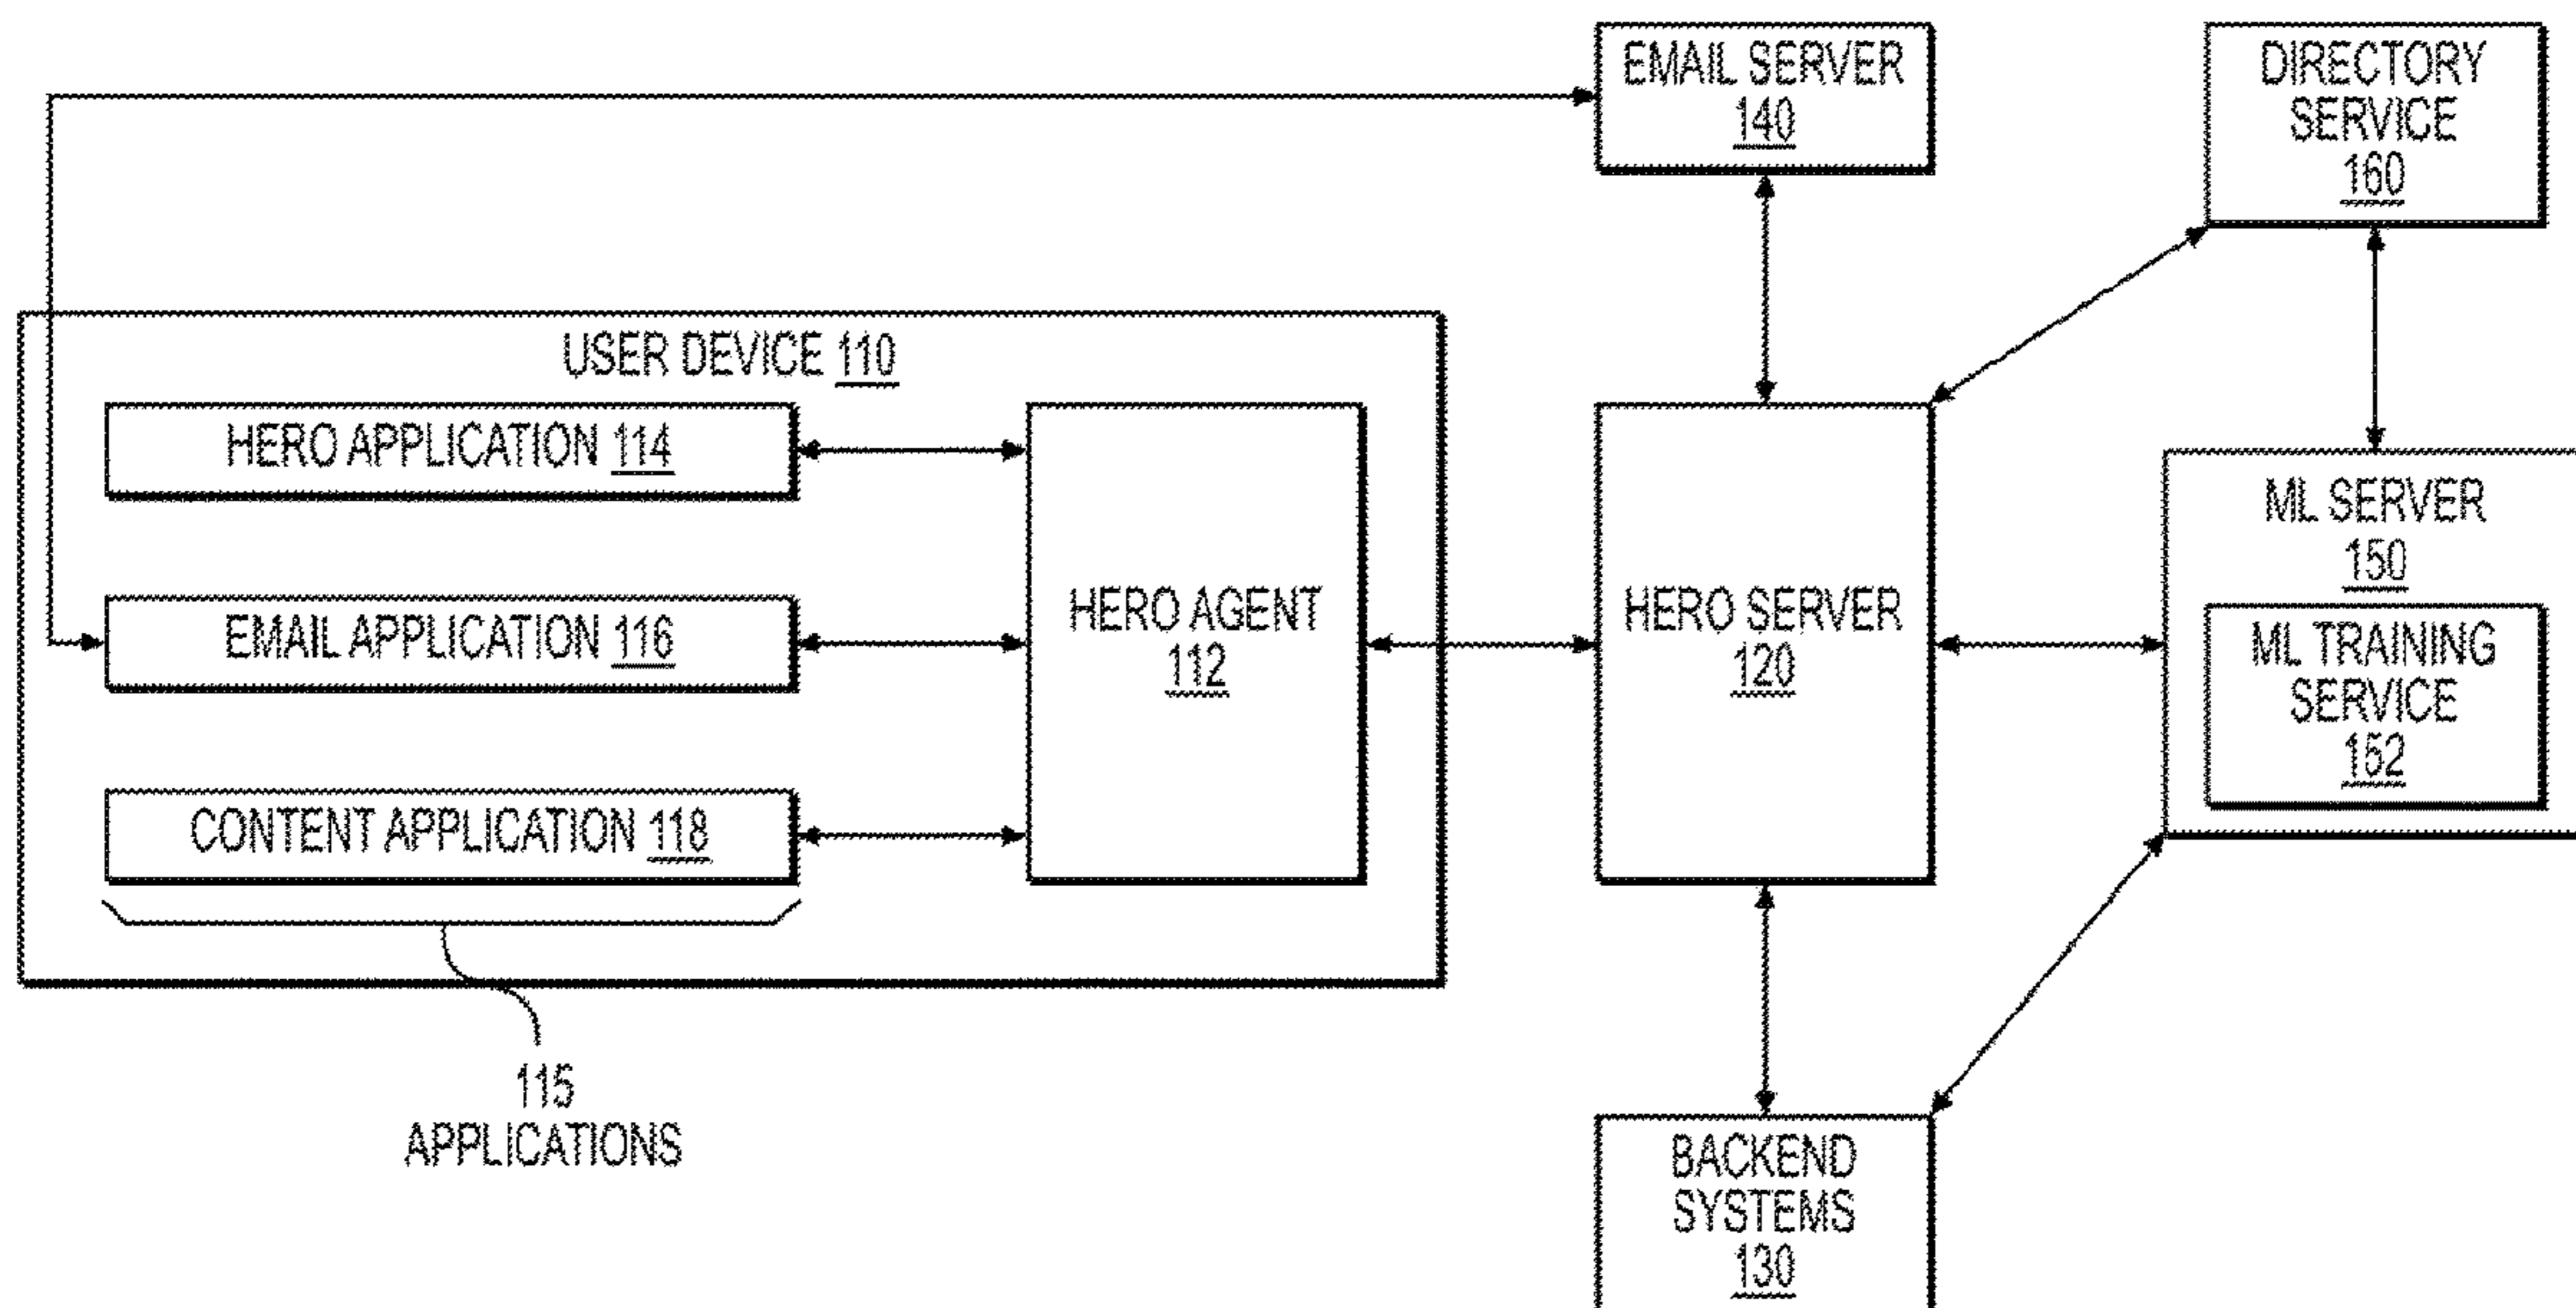 EMAIL SERVER
140
DIRECTORY
SERVICE
160
USER DEVICE 110
HERO APPLICATION 114
EMAIL APPLICATION 116
CONTENT APPLICATION 118
HERO AGENT
112
HERO SERVER
120
ML SERVER
150
ML TRAINING
SERVICE
152
115
APPLICATIONS
BACKEND
SYSTEMS
130